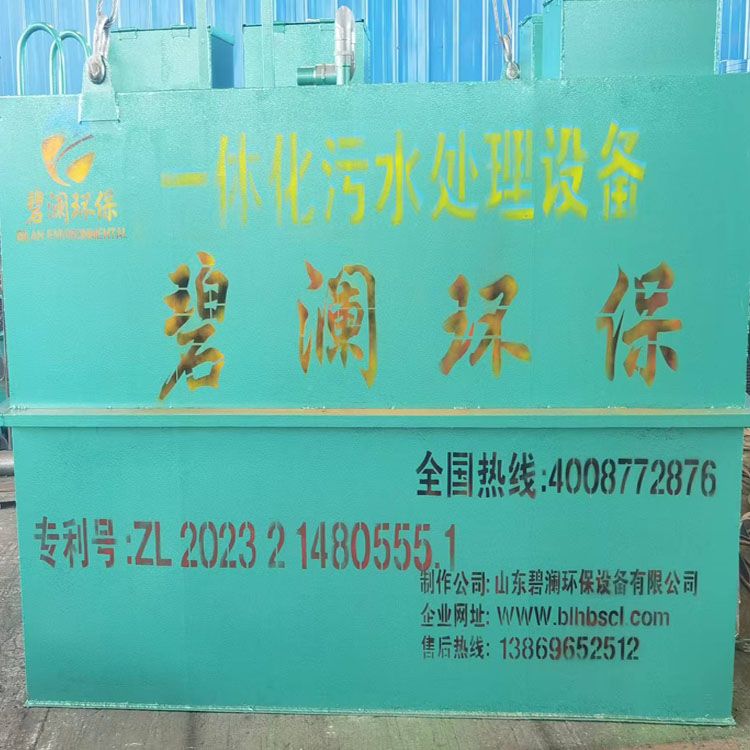 一体化污水处理设备
碧澜环保
BILAN ENVIRONMENTAL
碧澜环保
全国热线:4008772876
专利号:ZL 2023 2 1480555.1
制作公司: 山东碧澜环保设备有限公司
企业网址: WWW.blhbscl.com
售后热线: 13869652512